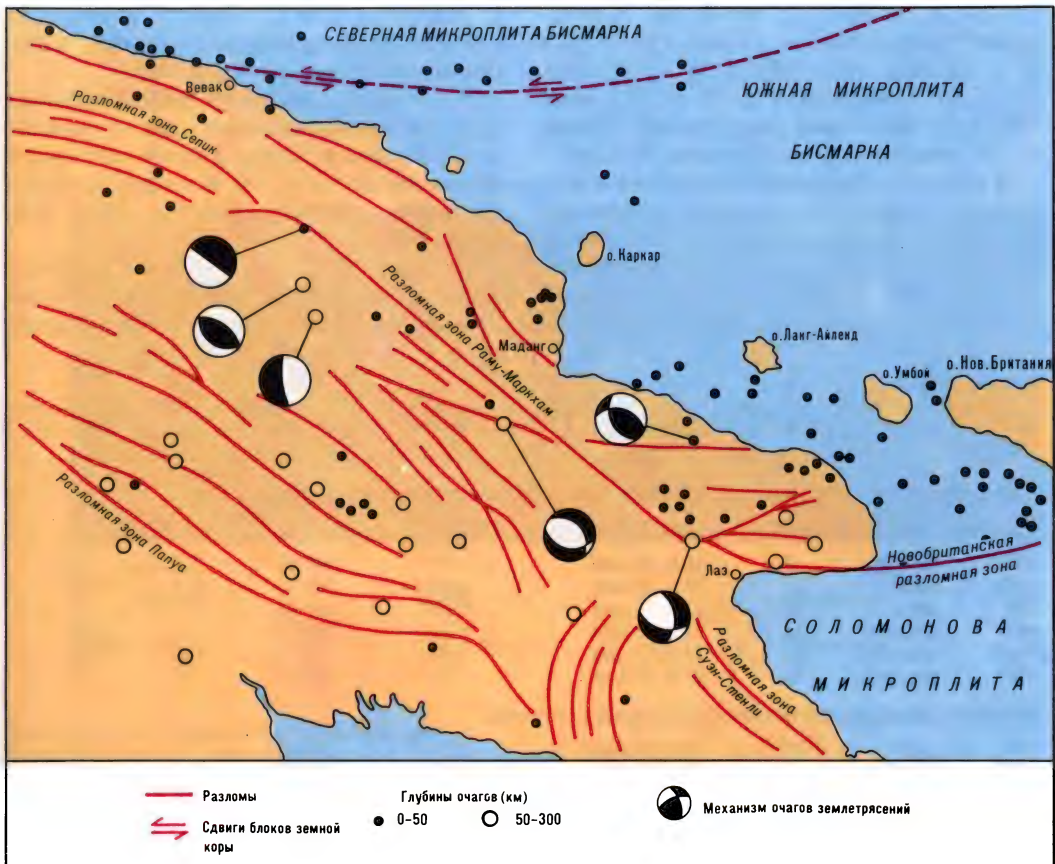 СЕВЕРНАЯ МИКРОПЛИТА БИСМАРКА
ЮЖНАЯ МИКРОПЛИТА
БИСМАРКА
Вевак
Разломная зона Сепик
о. Каркар
Разломная зона Раму-Маркхам
Маданг
о. Ланг-Айленд
о. Умбой
о. Нов. Британия
Разломная зона Папуа
Новобританская
разломная зона
Лаэ
СОЛОМОНОВА
МИКРОПЛИТА
Разломная зона
Суэн-Стенли
Разломы
Сдвиги блоков земной
коры
Глубины очагов (км)
0-50
50-300
Механизм очагов землетрясений